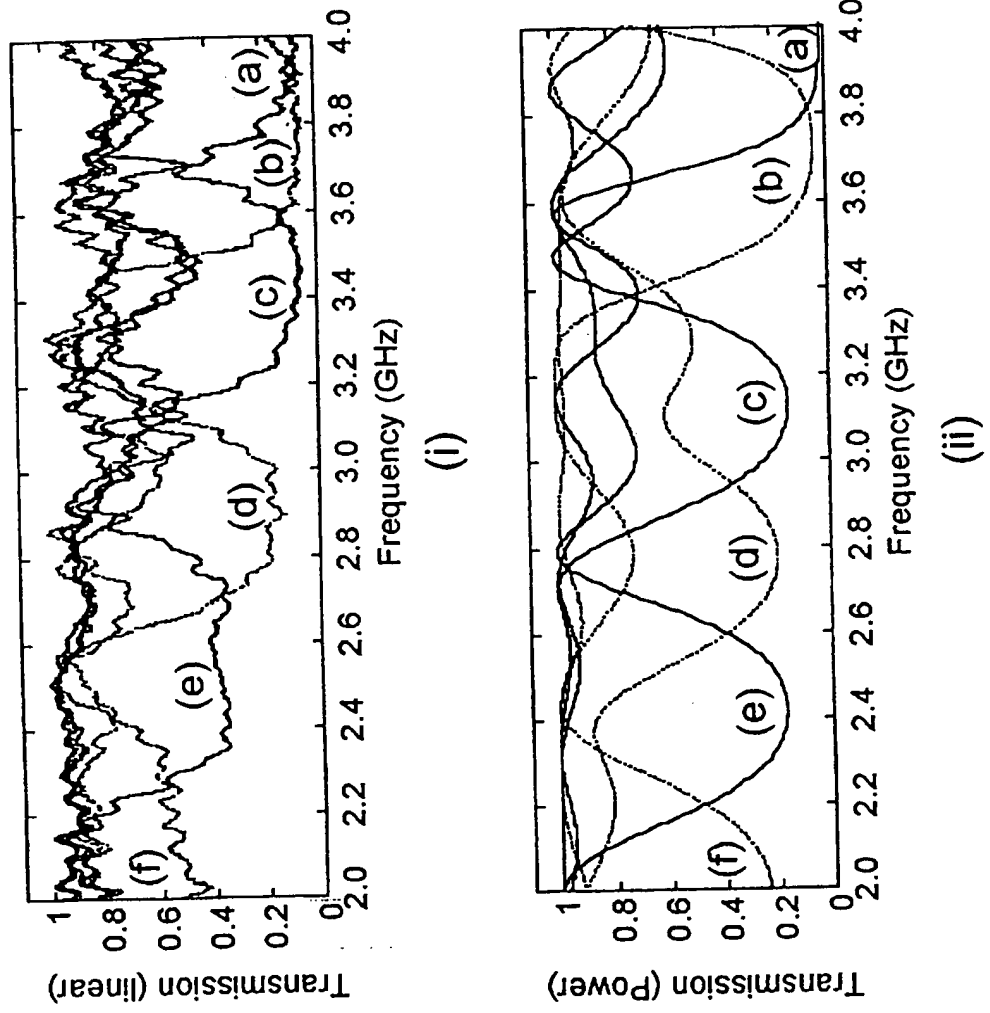 Transmission (linear)
1
0.8
0.6
0.4
0.2
0
(a)
(b)
(c)
(d)
(e)
(f)
2.0 2.2 2.4 2.6 2.8 3.0 3.2 3.4 3.6 3.8 4.0
Frequency (GHz)
(i)
Transmission (Power)
1
0.8
0.6
0.4
0.2
0
(a)
(b)
(c)
(d)
(e)
(f)
2.0 2.2 2.4 2.6 2.8 3.0 3.2 3.4 3.6 3.8 4.0
Frequency (GHz)
(ii)